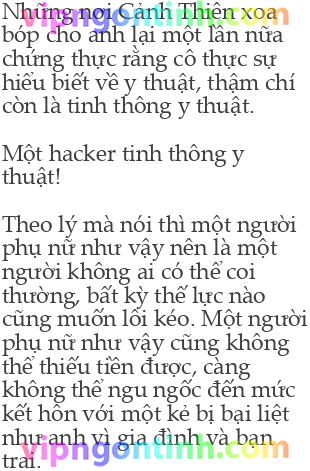 Những nơi Cảnh Thiên xoa
bóp cho anh lại một lần nữa
chứng thực rằng cô thực sự
hiểu biết về y thuật, thậm chí
còn là tinh thông y thuật.
Một hacker tinh thông y
thuật!
Theo lý mà nói thì một người
phụ nữ như vậy nên là một
người không ai có thể coi
thường, bất kỳ thế lực nào
cũng muốn lôi kéo. Một người
phụ nữ như vậy cũng không
thể thiếu tiền được, càng
không thể ngu ngốc đến mức
kết hôn với một kẻ bị bại liệt
như anh vì gia đình và bạn
trai.
vipngontinh.com
vipngontinh.com